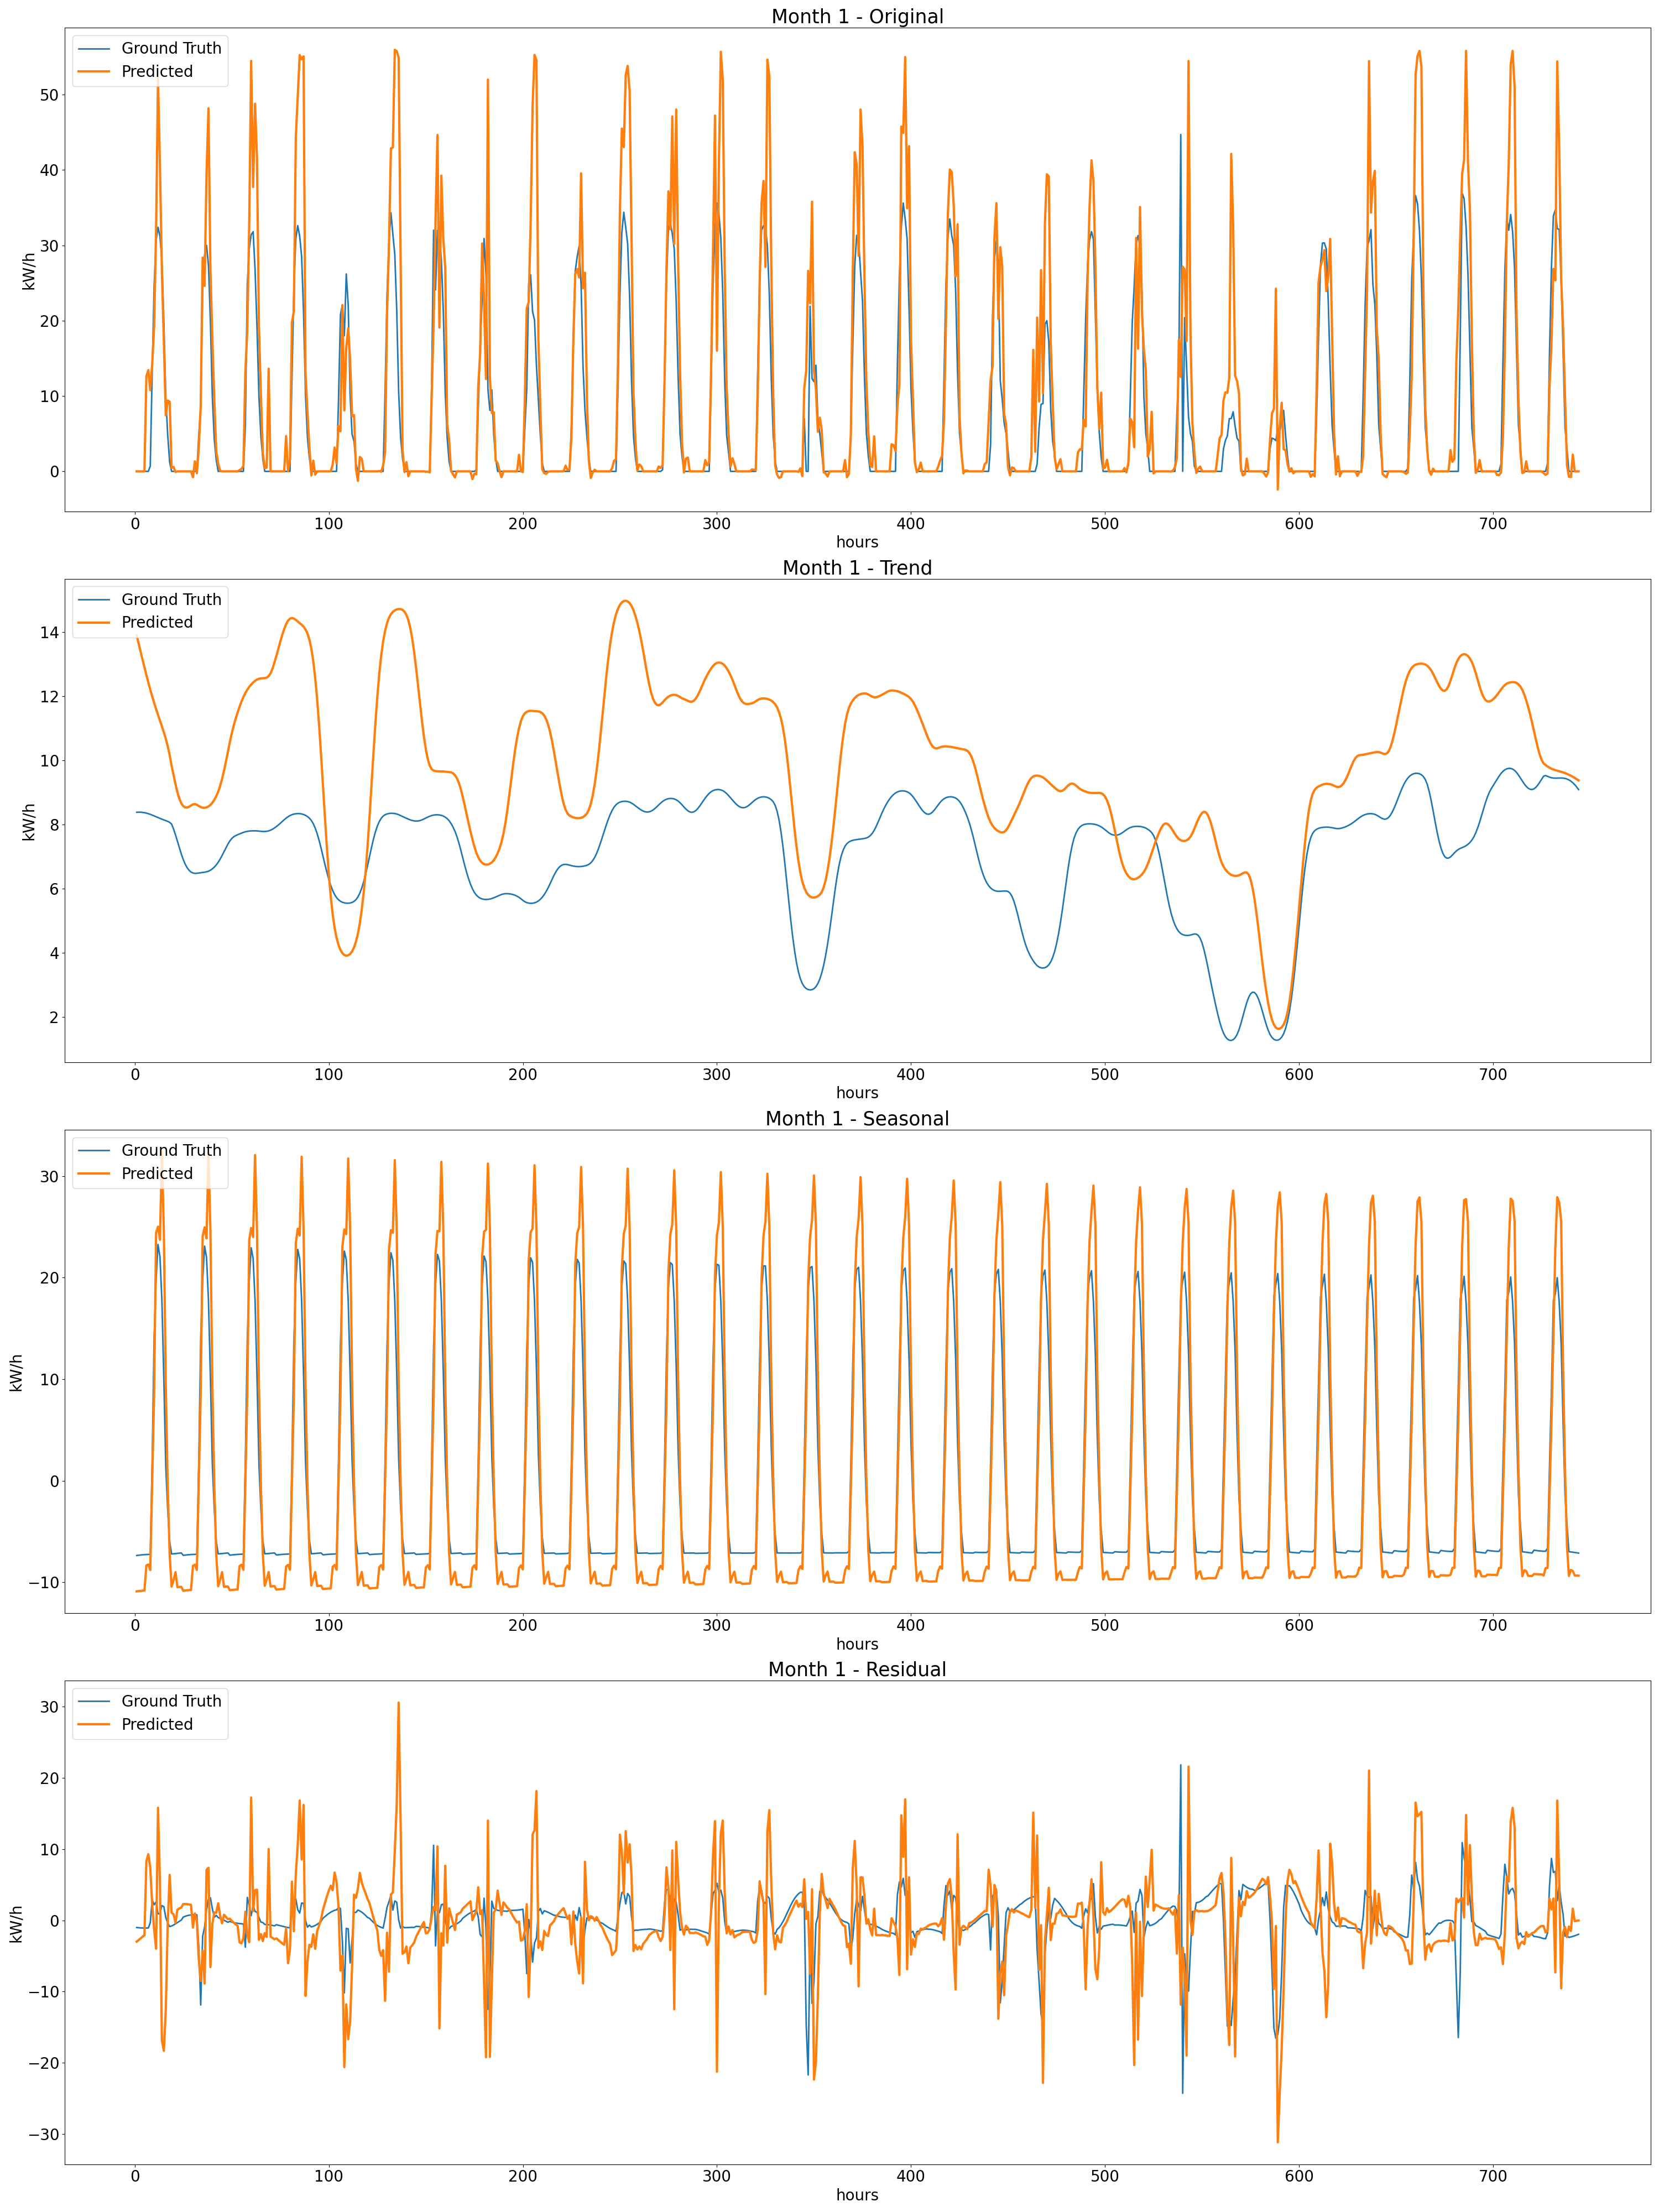 Month 1 - Original
Ground Truth
Predicted
kW/h
50
40
30
20
10
0
0 100 200 300 400 500 600 700
hours
Month 1 - Trend
Ground Truth
Predicted
kW/h
14
12
10
8
6
4
2
0 100 200 300 400 500 600 700
hours
Month 1 - Seasonal
Ground Truth
Predicted
kW/h
30
20
10
0
−10
0 100 200 300 400 500 600 700
hours
Month 1 - Residual
Ground Truth
Predicted
kW/h
30
20
10
0
−10
−20
−30
0 100 200 300 400 500 600 700
hours